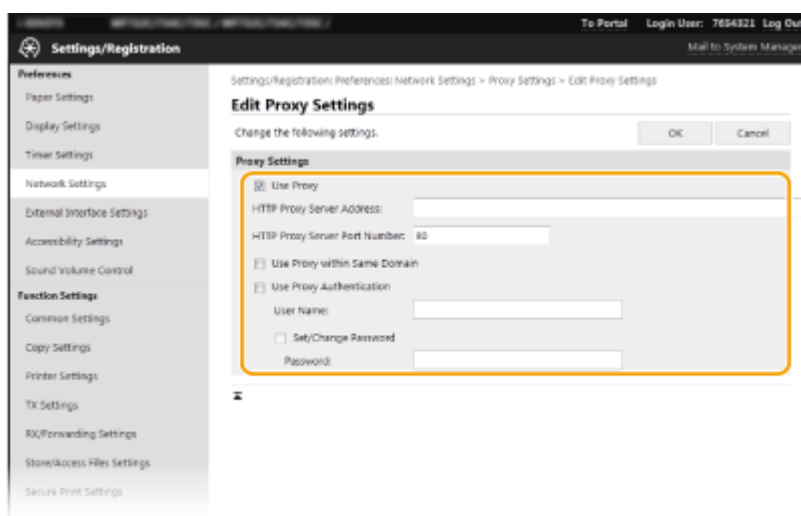 To Portal Login User: 7654321 Log Out
Settings/Registration
Mail to System Manager
Preferences
Paper Settings
Display Settings
Timer Settings
Network Settings
External Interface Settings
Accessibility Settings
Sound Volume Control
Function Settings
Common Settings
Copy Settings
Printer Settings
TX Settings
RX/Forwarding Settings
Store/Access Files Settings
Secure Print Settings
Settings/Registration: Preferences: Network Settings > Proxy Settings > Edit Proxy Settings
Edit Proxy Settings
Change the following settings.
OK
Cancel
Proxy Settings
Use Proxy
HTTP Proxy Server Address:
HTTP Proxy Server Port Number: 80
Use Proxy within Same Domain
Use Proxy Authentication
User Name:
Set/Change Password
Password: